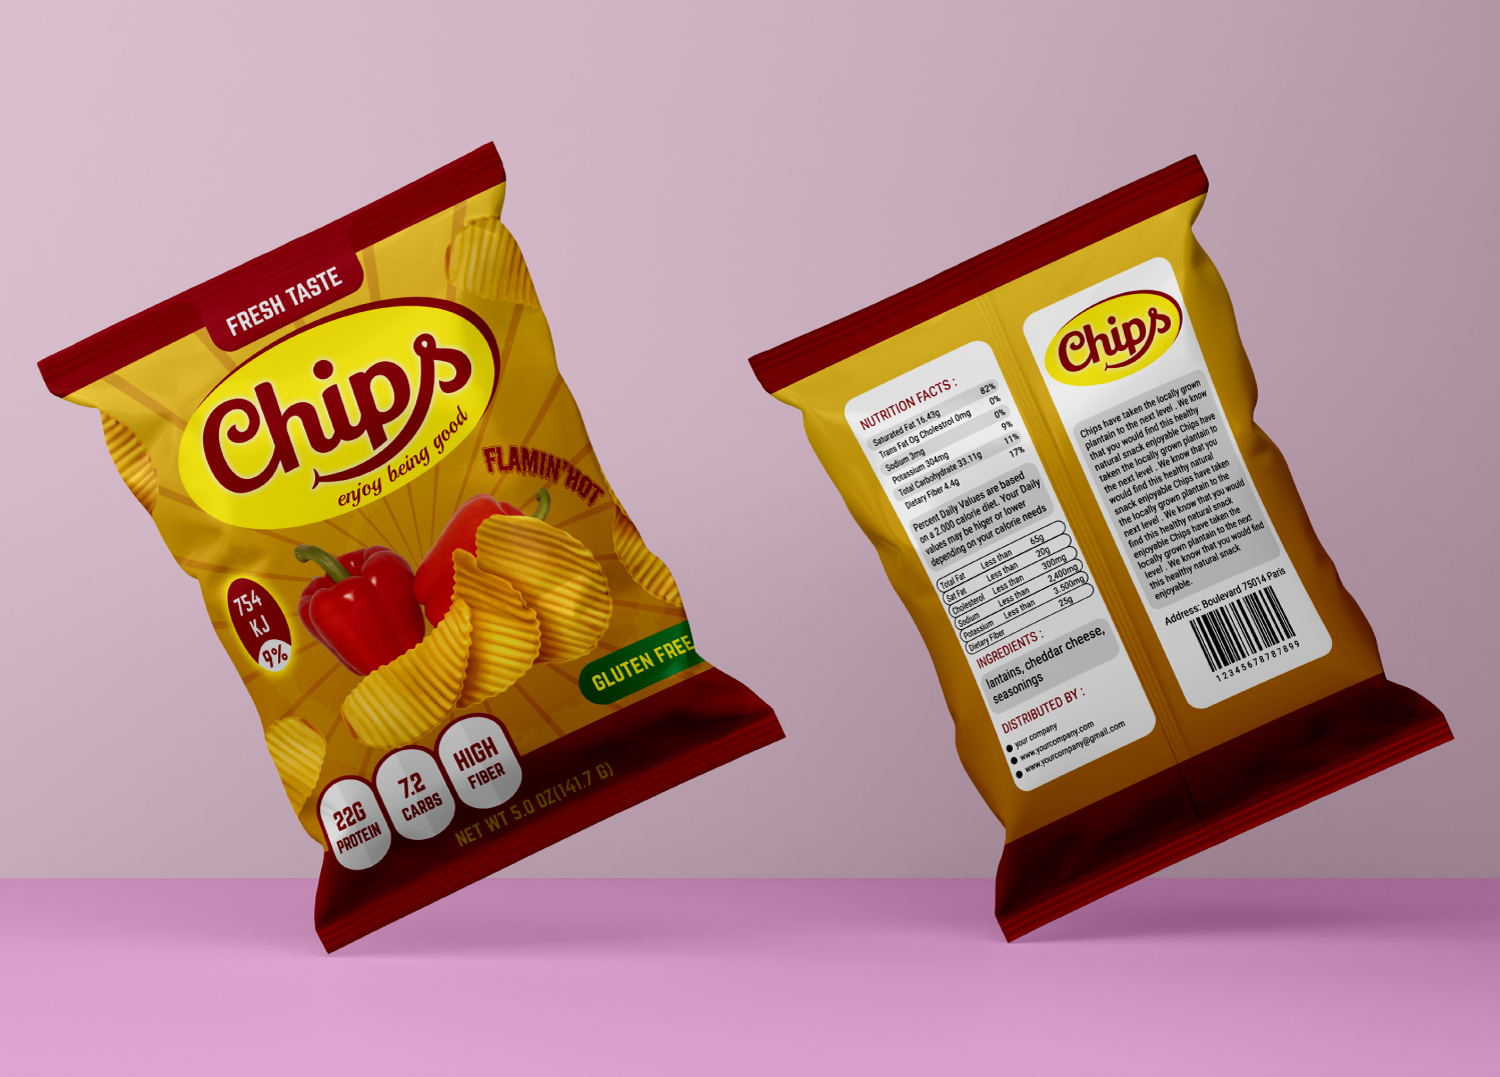 FRESH TASTE
Chips
enjoy being good
FLAMIN'HOT
754
KJ
9%
GLUTEN FREE
22G
PROTEIN
7.2
CARBS
HIGH
FIBER
NET WT 5.0 OZ(141.7 G)
NUTRITION FACTS :
Saturated Fat 16.43g 82%
Trans Fat Og Cholestrol 0mg 0%
Sodium 3mg 0%
Potassium 304mg 9%
Total Carbohydrate 33.11g 11%
Dietary Fiber 4.4g 17%
Percent Daily Values are based
on a 2.000 calorie diet. Your Daily
values may be higer or lower
depending on your calorie needs
Total Fat Less than 65g
Sat Fat Less than 20g
Cholesterol Less than 300mg
Sodium Less than 2,400mg
Potassium Less than 3,500mg
Dietary Fiber 25g
INGREDIENTS :
lantains, cheddar cheese,
seasonings
DISTRIBUTED BY :
your company
www.yourcompany.com
www.yourcompany@gmail.com
Chips
Chips have taken the locally grown
plantain to the next level . We know
that you would find this healthy
natural snack enjoyable Chips have
taken the locally grown plantain to
the next level . We know that you
would find this healthy natural
snack enjoyable Chips have taken
the locally grown plantain to the
next level . We know that you would
find this healthy natural snack
enjoyable Chips have taken the
locally grown plantain to the next
level . We know that you would find
this healthy natural snack
enjoyable.
Address: Boulevard 75014 Paris
12345678787899